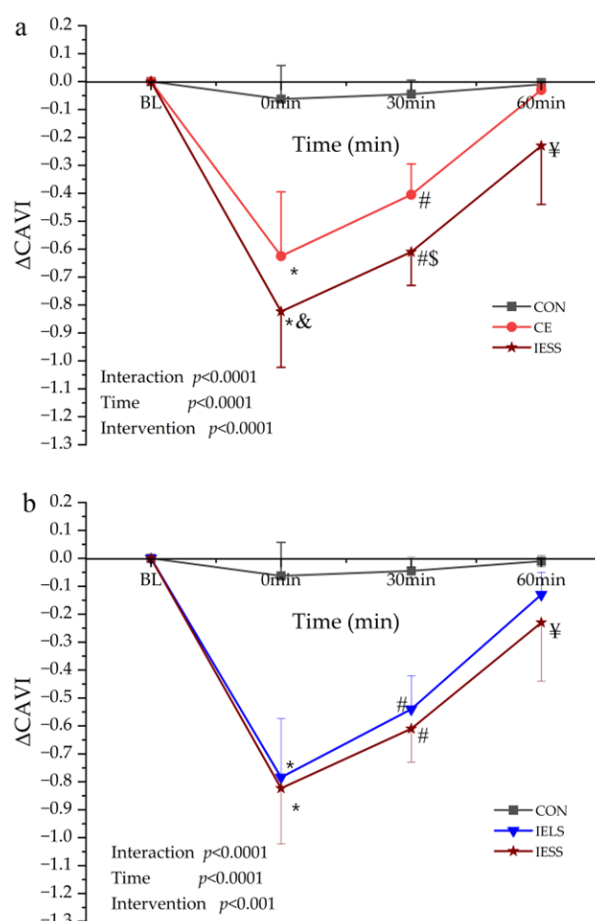 a
0.2
0.1
0.0
−0.1
−0.2
−0.3
−0.4
−0.5
−0.6
−0.7
−0.8
−0.9
−1.0
−1.1
−1.2
−1.3
ΔCAVI
BL
0min
30min
60min
Time (min)
*
#
*&
#$
¥
CON
CE
IESS
Interaction p<0.0001
Time p<0.0001
Intervention p<0.0001
b
0.2
0.1
0.0
−0.1
−0.2
−0.3
−0.4
−0.5
−0.6
−0.7
−0.8
−0.9
−1.0
−1.1
−1.2
−1.3
ΔCAVI
BL
0min
30min
60min
Time (min)
*
#
*
#
¥
CON
IELS
IESS
Interaction p<0.0001
Time p<0.0001
Intervention p<0.001